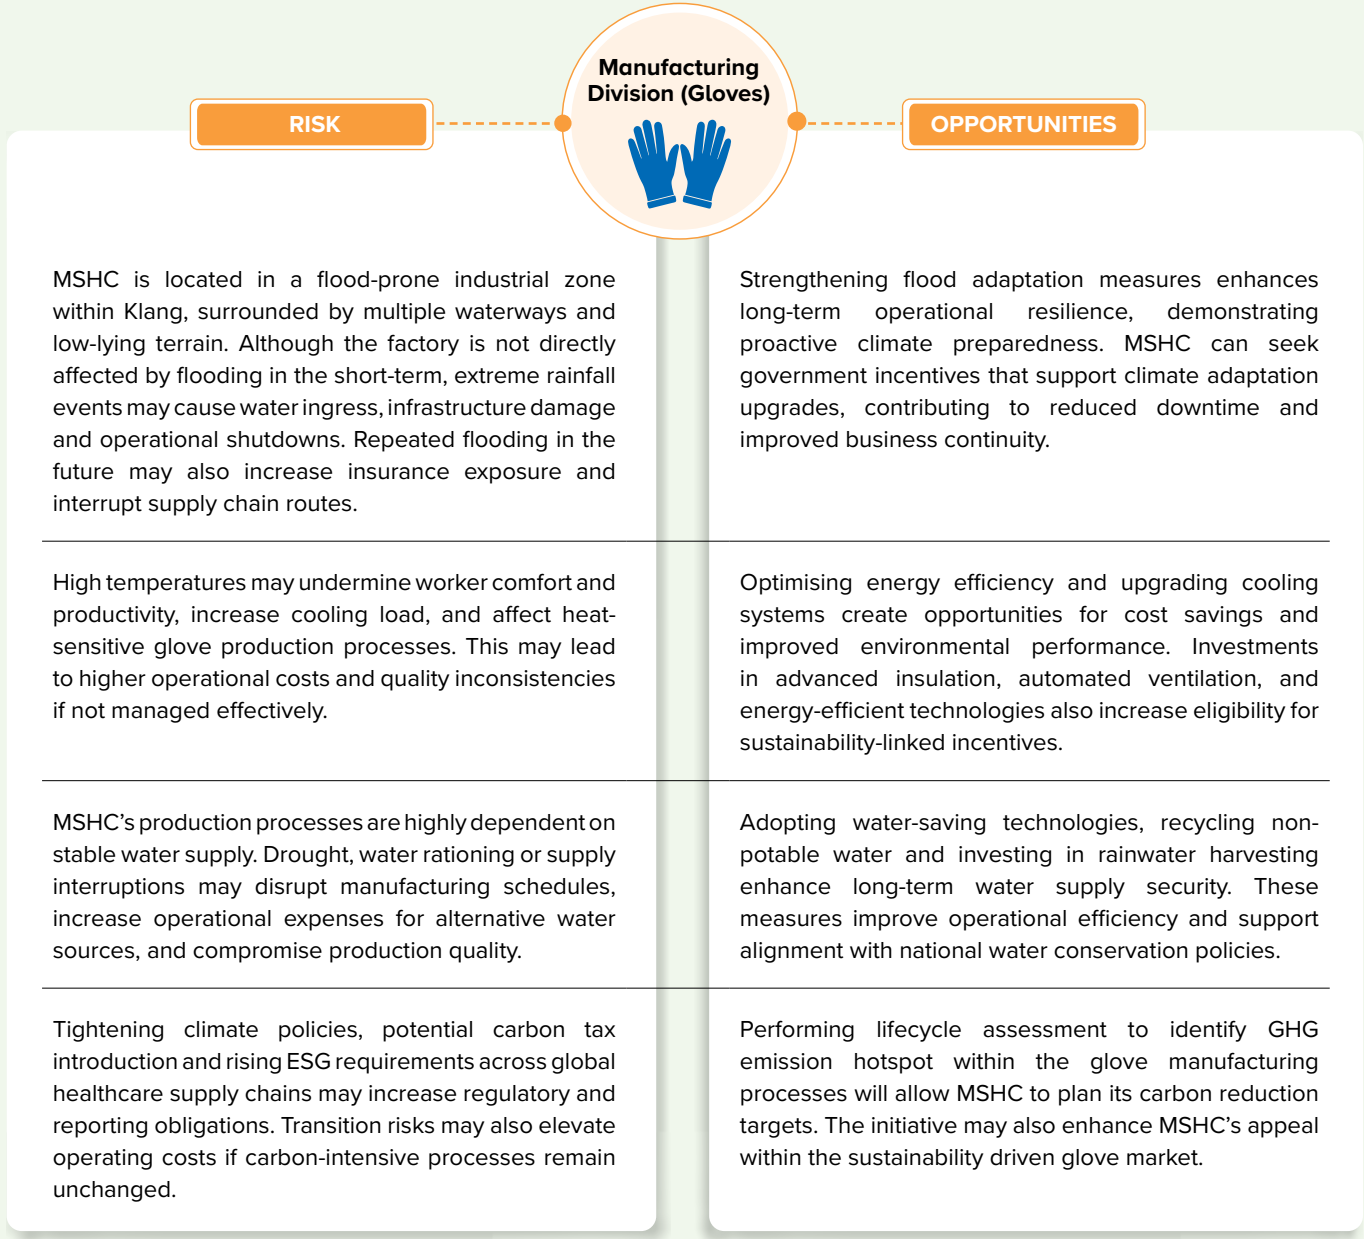 Manufacturing
Division (Gloves)
RISK
OPPORTUNITIES
MSHC is located in a flood-prone industrial zone
within Klang, surrounded by multiple waterways and
low-lying terrain. Although the factory is not directly
affected by flooding in the short-term, extreme rainfall
events may cause water ingress, infrastructure damage
and operational shutdowns. Repeated flooding in the
future may also increase insurance exposure and
interrupt supply chain routes.
Strengthening flood adaptation measures enhances
long-term operational resilience, demonstrating
proactive climate preparedness. MSHC can seek
government incentives that support climate adaptation
upgrades, contributing to reduced downtime and
improved business continuity.
High temperatures may undermine worker comfort and
productivity, increase cooling load, and affect heat-
sensitive glove production processes. This may lead
to higher operational costs and quality inconsistencies
if not managed effectively.
Optimising energy efficiency and upgrading cooling
systems create opportunities for cost savings and
improved environmental performance. Investments
in advanced insulation, automated ventilation, and
energy-efficient technologies also increase eligibility for
sustainability-linked incentives.
MSHC’s production processes are highly dependent on
stable water supply. Drought, water rationing or supply
interruptions may disrupt manufacturing schedules,
increase operational expenses for alternative water
sources, and compromise production quality.
Adopting water-saving technologies, recycling non-
potable water and investing in rainwater harvesting
enhance long-term water supply security. These
measures improve operational efficiency and support
alignment with national water conservation policies.
Tightening climate policies, potential carbon tax
introduction and rising ESG requirements across global
healthcare supply chains may increase regulatory and
reporting obligations. Transition risks may also elevate
operating costs if carbon-intensive processes remain
unchanged.
Performing lifecycle assessment to identify GHG
emission hotspot within the glove manufacturing
processes will allow MSHC to plan its carbon reduction
targets. The initiative may also enhance MSHC’s appeal
within the sustainability driven glove market.